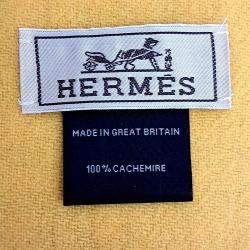 HERMÈS
MADE IN GREAT BRITAIN
100% CACHEMIRE